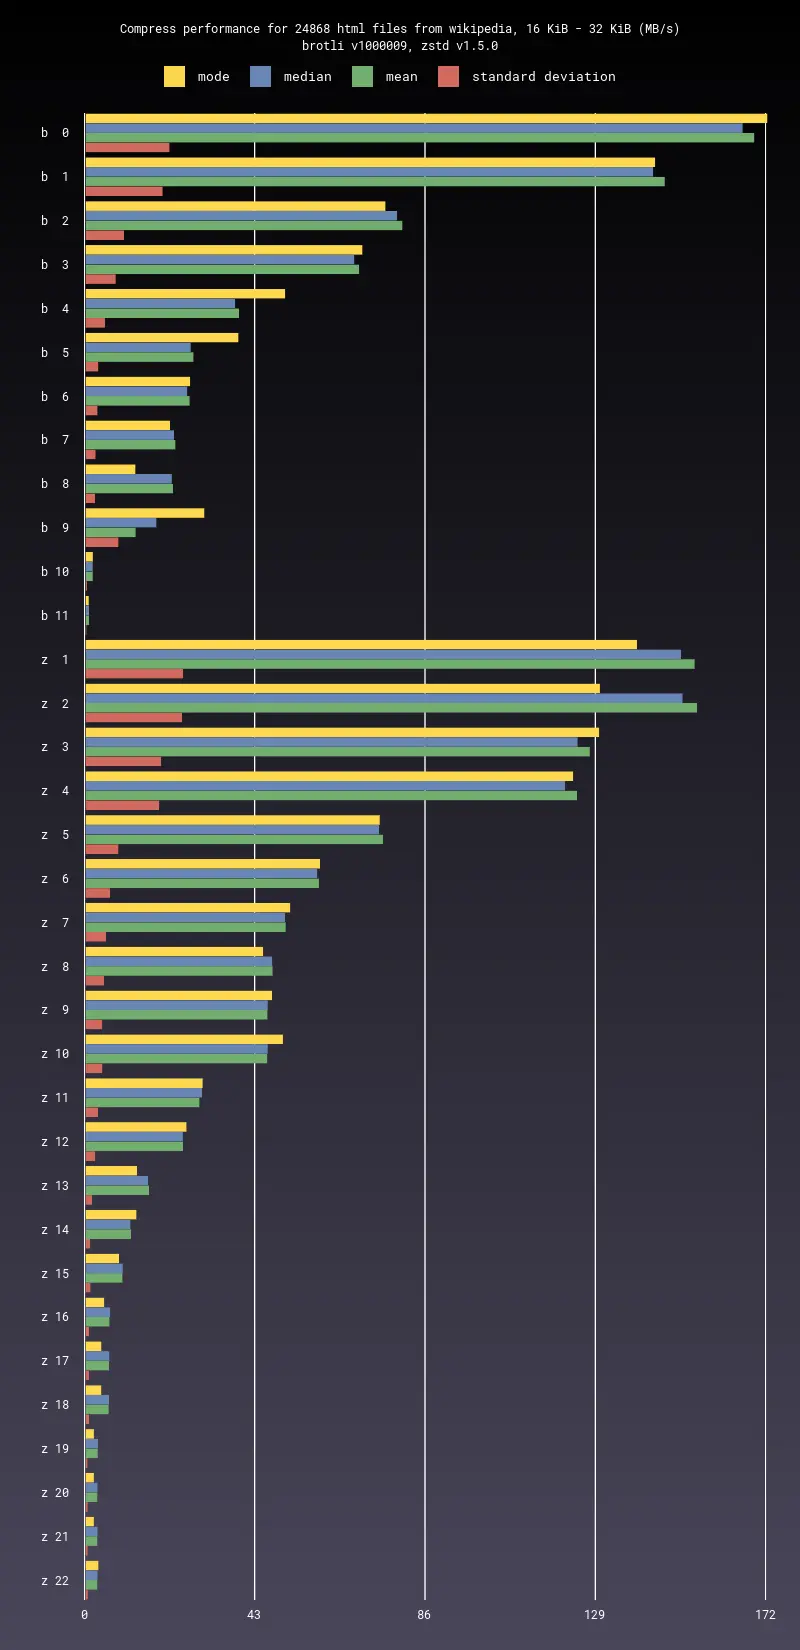 Compress performance for 24868 html files from wikipedia, 16 KiB - 32 KiB (MB/s)
brotli v1000009, zstd v1.5.0
mode median mean standard deviation
b 0
b 1
b 2
b 3
b 4
b 5
b 6
b 7
b 8
b 9
b 10
b 11
z 1
z 2
z 3
z 4
z 5
z 6
z 7
z 8
z 9
z 10
z 11
z 12
z 13
z 14
z 15
z 16
z 17
z 18
z 19
z 20
z 21
z 22
0 43 86 129 172